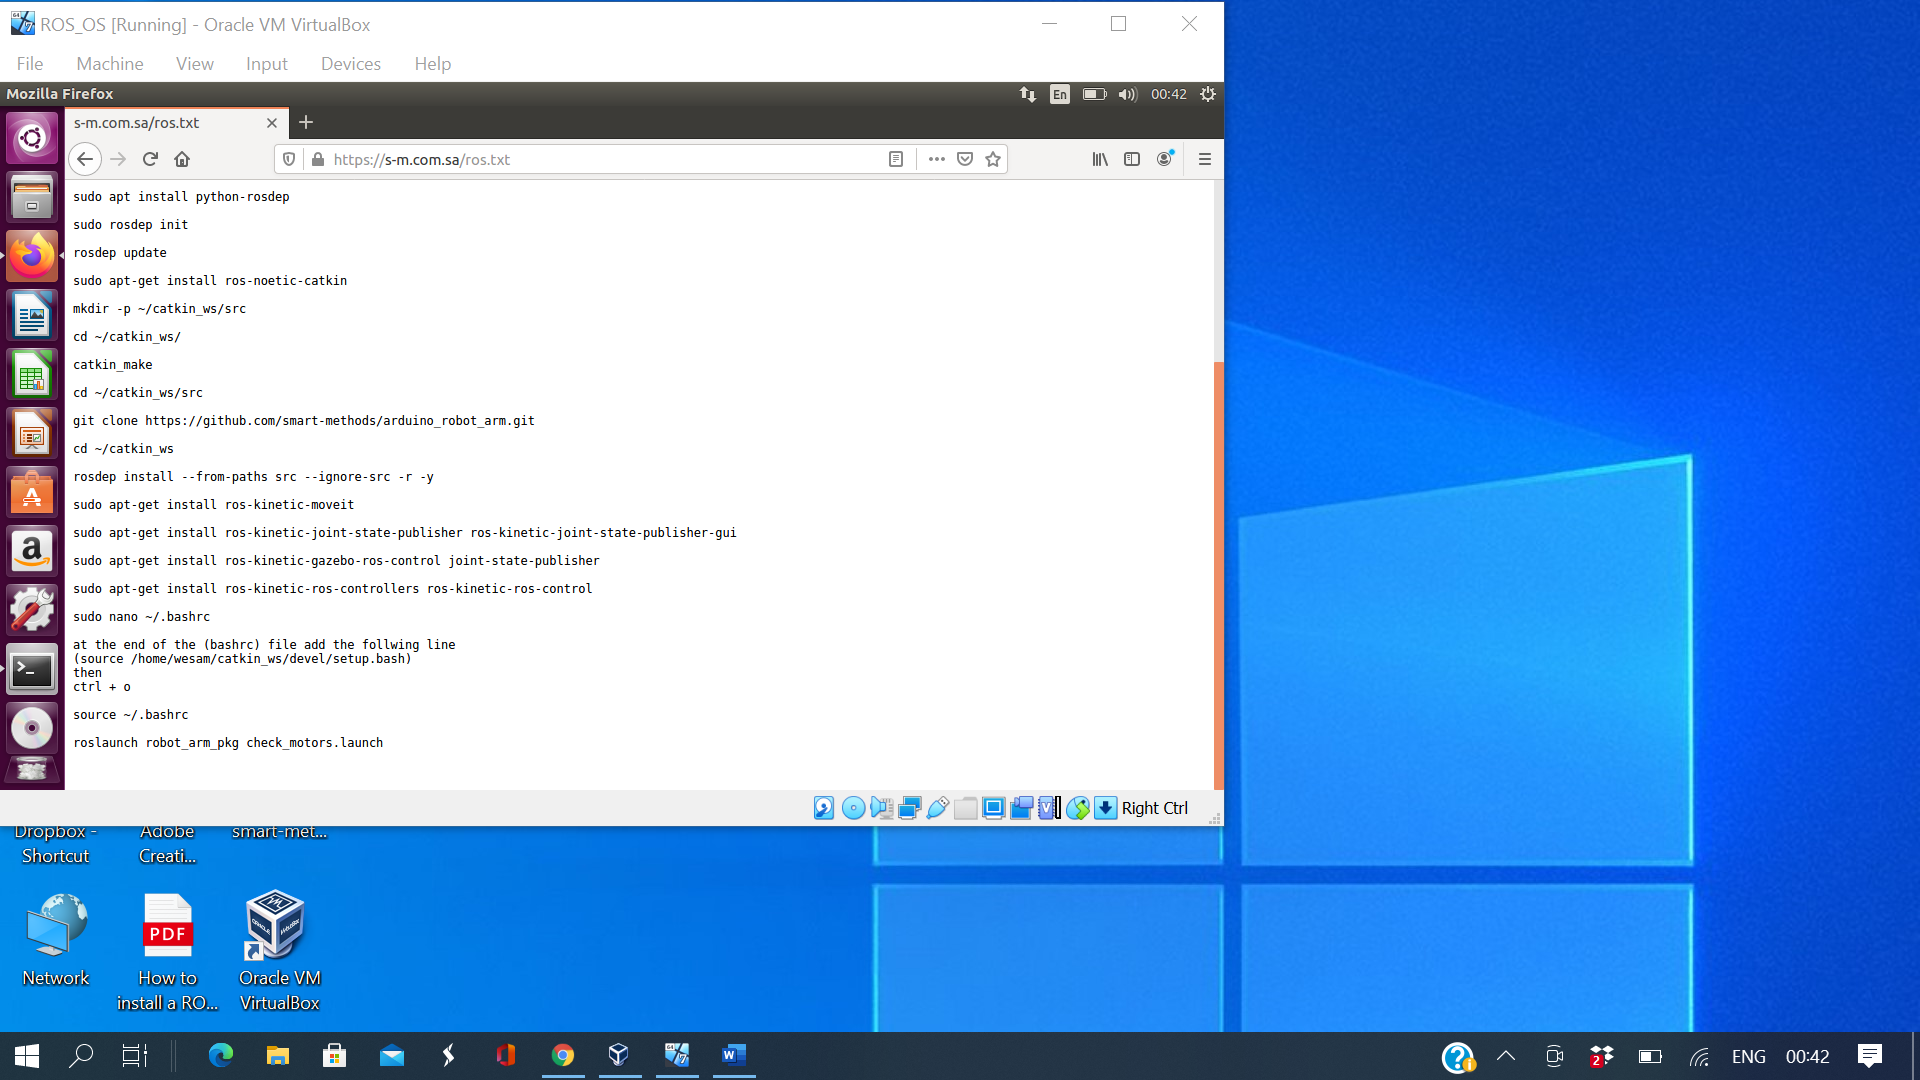 ROS_OS [Running] - Oracle VM VirtualBox
File Machine View Input Devices Help
Mozilla Firefox
En
00:42
s-m.com.sa/ros.txt
https://s-m.com.sa/ros.txt
sudo apt install python-rosdep
sudo rosdep init
rosdep update
sudo apt-get install ros-noetic-catkin
mkdir -p ~/catkin_ws/src
cd ~/catkin_ws/
catkin_make
cd ~/catkin_ws/src
git clone https://github.com/smart-methods/arduino_robot_arm.git
cd ~/catkin_ws
rosdep install --from-paths src --ignore-src -r -y
sudo apt-get install ros-kinetic-moveit
sudo apt-get install ros-kinetic-joint-state-publisher ros-kinetic-joint-state-publisher-gui
sudo apt-get install ros-kinetic-gazebo-ros-control joint-state-publisher
sudo apt-get install ros-kinetic-ros-controllers ros-kinetic-ros-control
sudo nano ~/.bashrc
at the end of the (bashrc) file add the follwing line
(source /home/wesam/catkin_ws/devel/setup.bash)
then
ctrl + o
source ~/.bashrc
roslaunch robot_arm_pkg check_motors.launch
Right Ctrl
Dropbox - Shortcut
Adobe Creati...
smart-met...
Network
PDF
How to install a RO...
Oracle VM VirtualBox
2
ENG
00:42